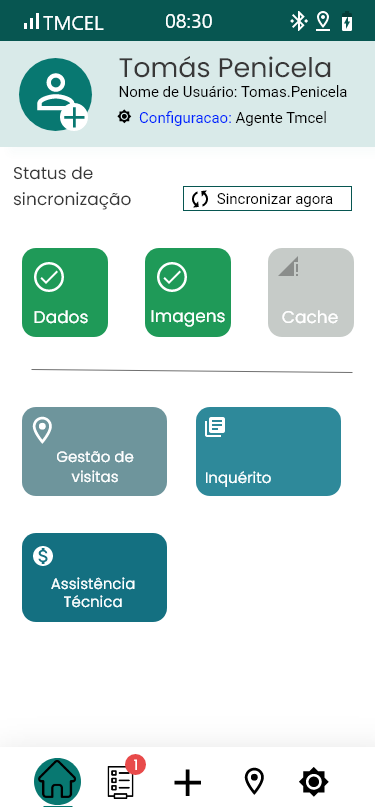 TMCEL 08:30
Tomás Penicela
Nome de Usuário: Tomas.Penicela
Configuracao: Agente Tmcel
Status de
sincronização
Sincronizar agora
Dados
Imagens
Cache
Gestão de
visitas
Inquérito
Assistência
Técnica
1